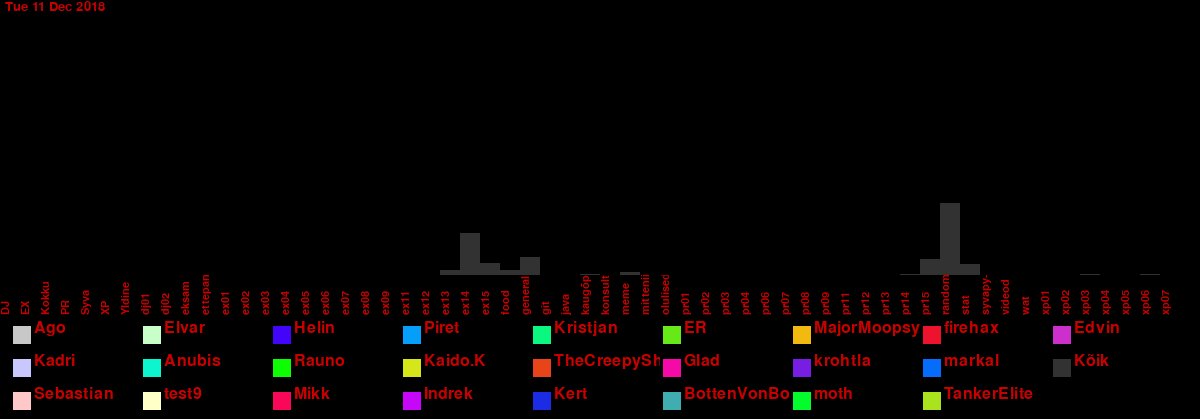 Tue 11 Dec 2018
DJ
EX
Kokku
PR
Syva
XP
Yldine
dj01
dj02
eksam
ettepan
ex01
ex02
ex03
ex04
ex05
ex06
ex07
ex08
ex09
ex11
ex12
ex13
ex14
ex15
food
general
git
java
kaugõp
konsult
meme
mitteinii
olulised
pr01
pr02
pr03
pr04
pr06
pr07
pr08
pr09
pr11
pr12
pr13
pr14
pr15
random
stat
syvapy-
videod
wat
xp01
xp02
xp03
xp04
xp05
xp06
xp07
Ago Elvar Helin Piret Kristjan ER MajorMoopsy firehax Edvin
Kadri Anubis Rauno Kaido.K TheCreepySh Glad krohtla markal Kõik
Sebastian test9 Mikk Indrek Kert BottenVonBo moth TankerElite